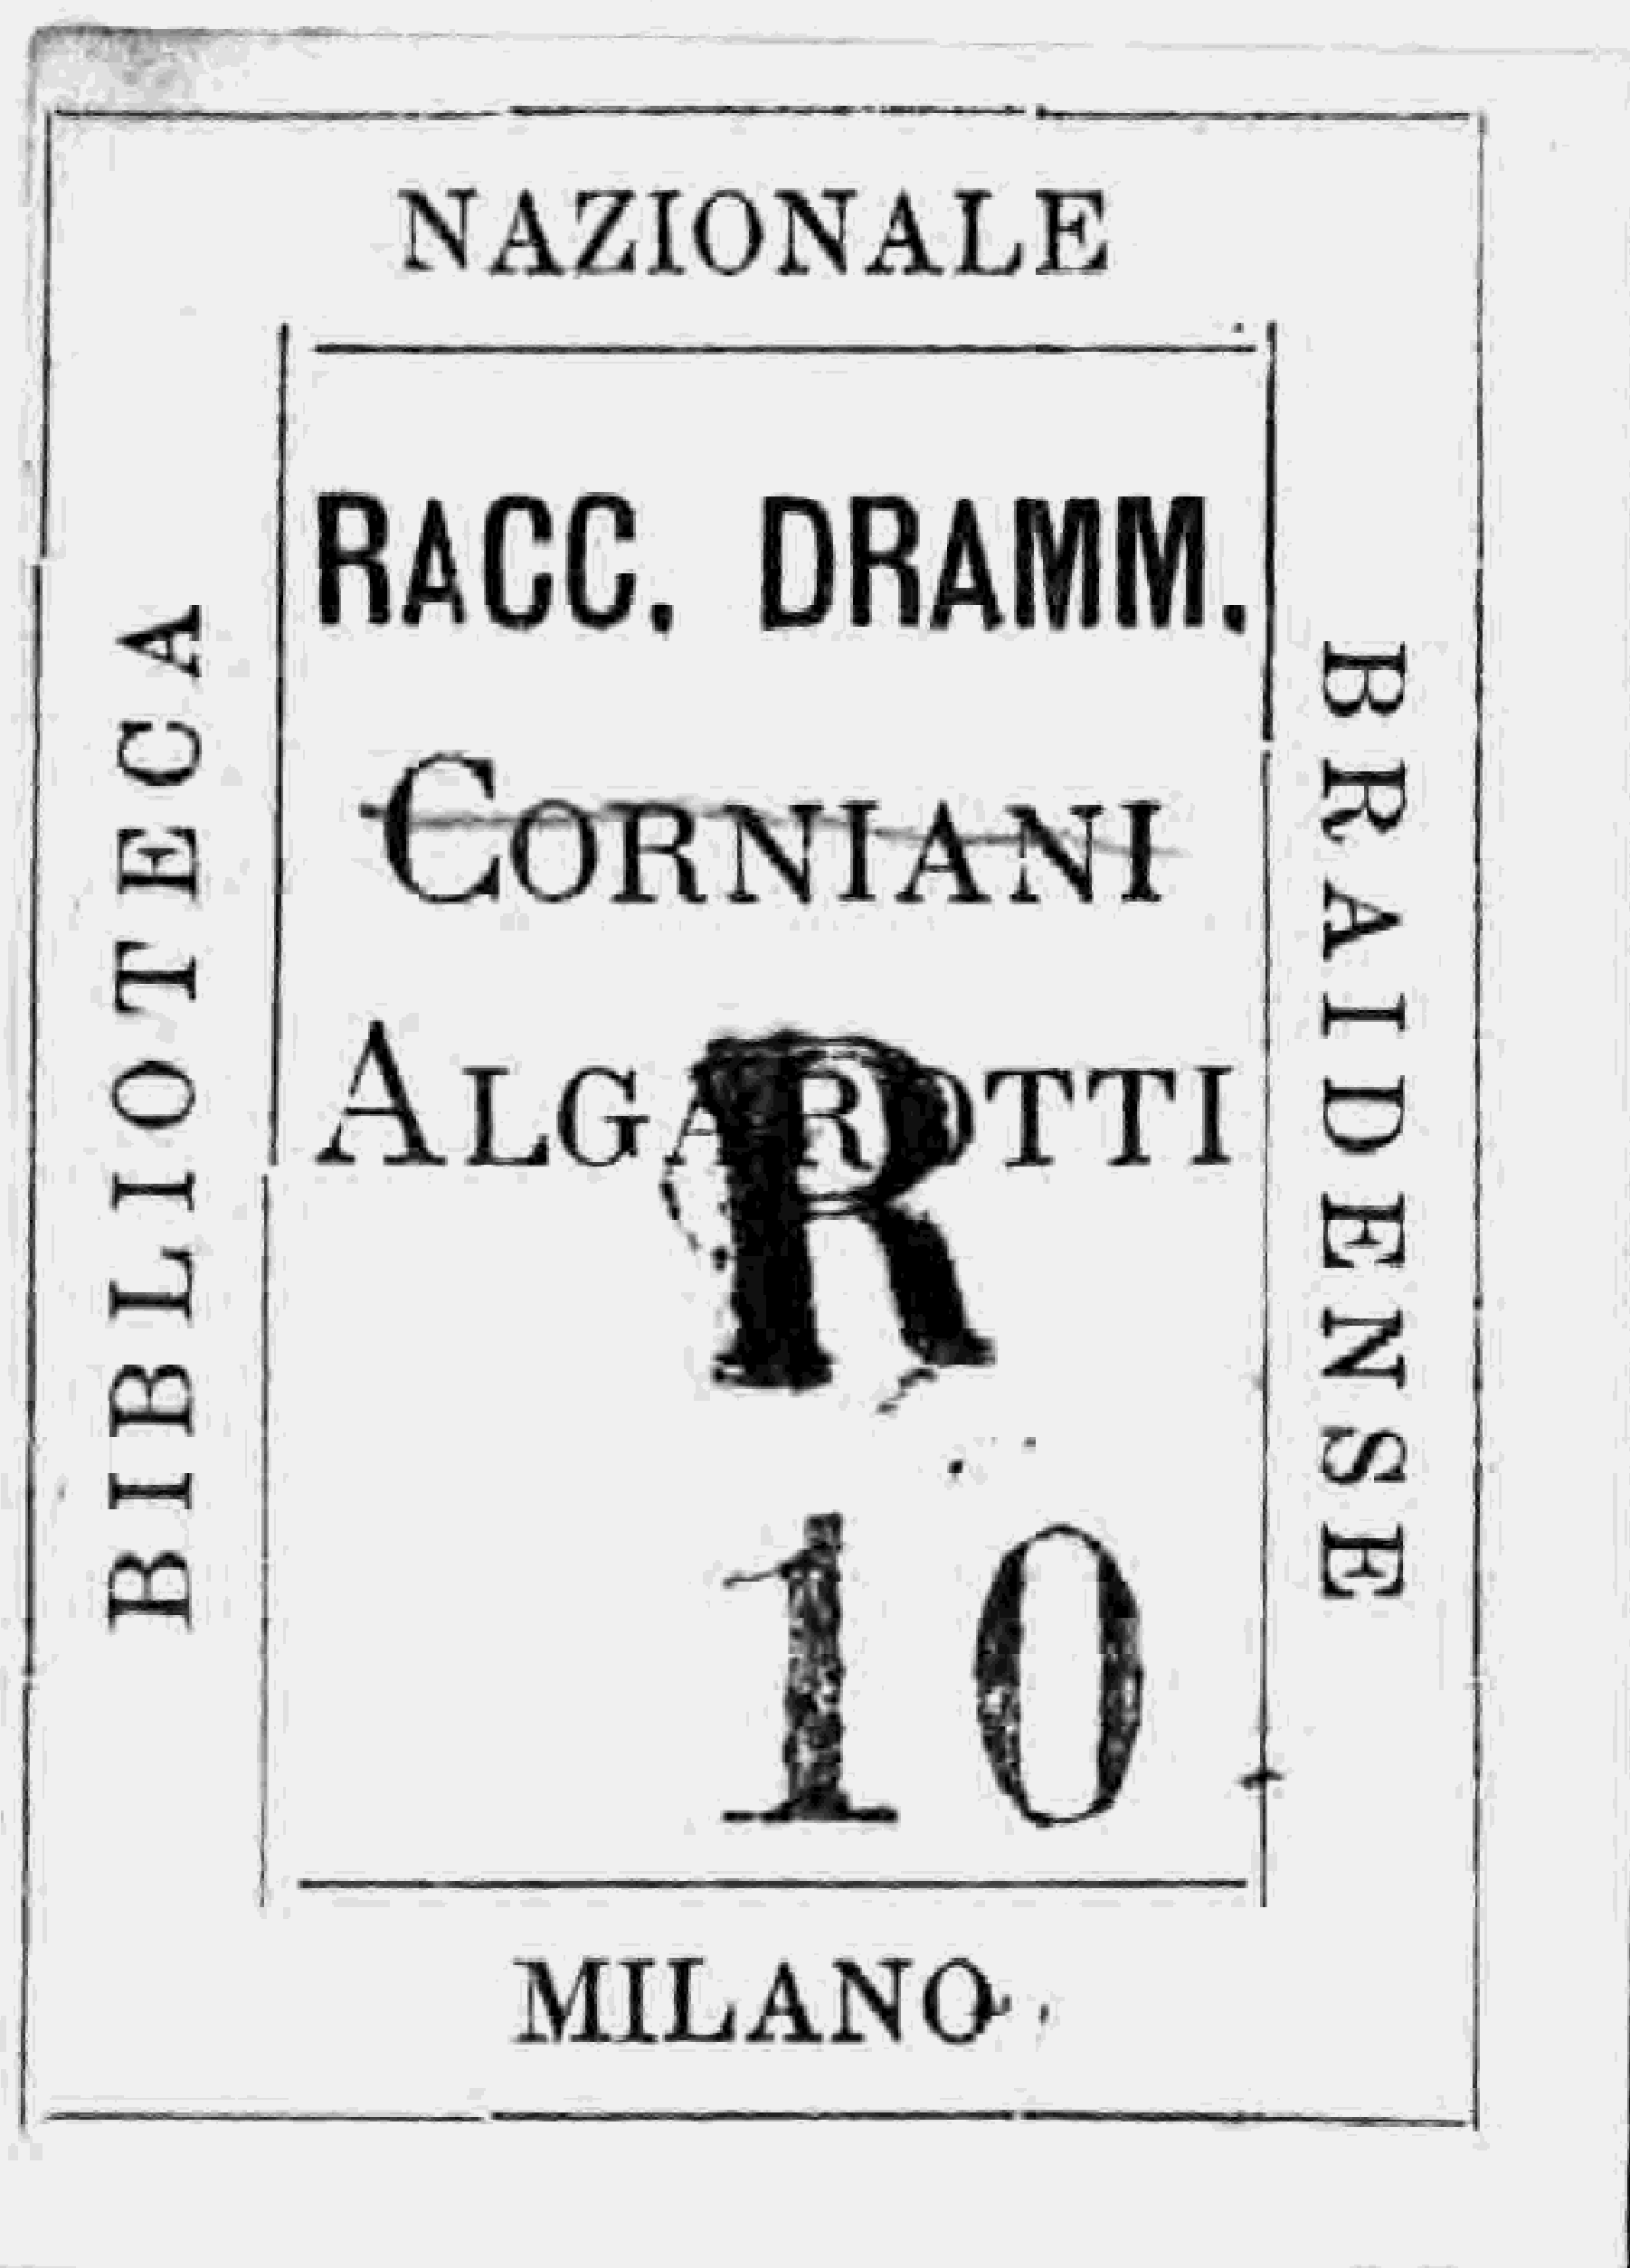 BIBLIOTECA
NAZIONALE
BRAIDENSE
RACC. DRAMM.
CORNIANI
ALGAROTTI
R
10
MILANO